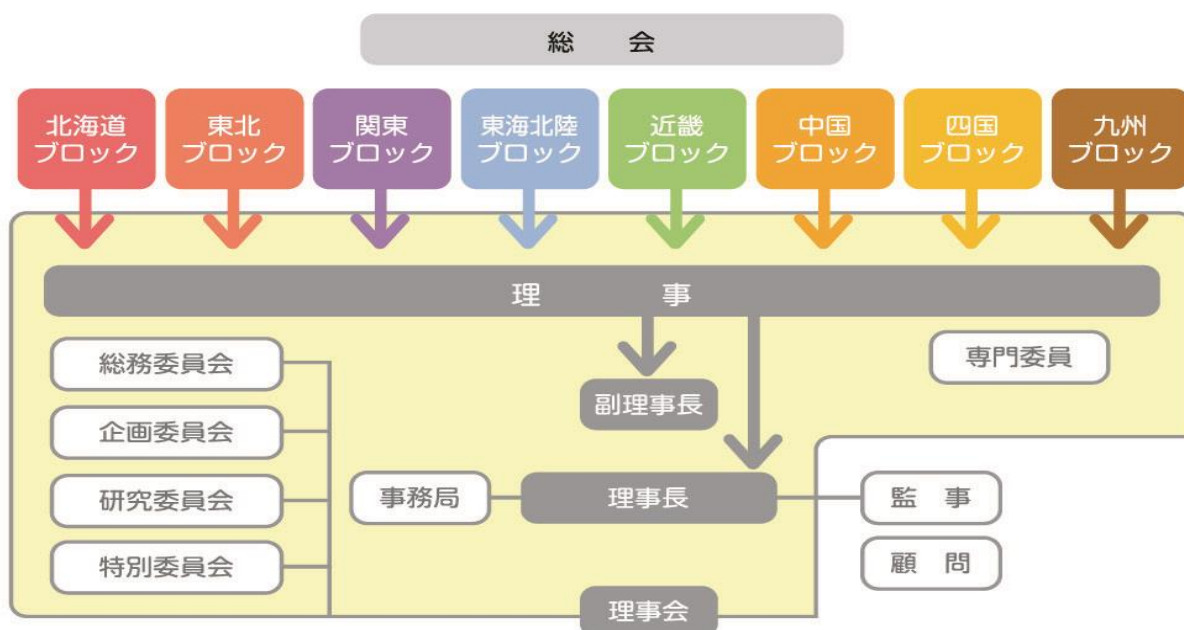 総　会
北海道
ブロック
東北
ブロック
関東
ブロック
東海北陸
ブロック
近畿
ブロック
中国
ブロック
四国
ブロック
九州
ブロック
理　事
総務委員会
専門委員
副理事長
企画委員会
研究委員会
事務局
理事長
監　事
特別委員会
顧　問
理事会